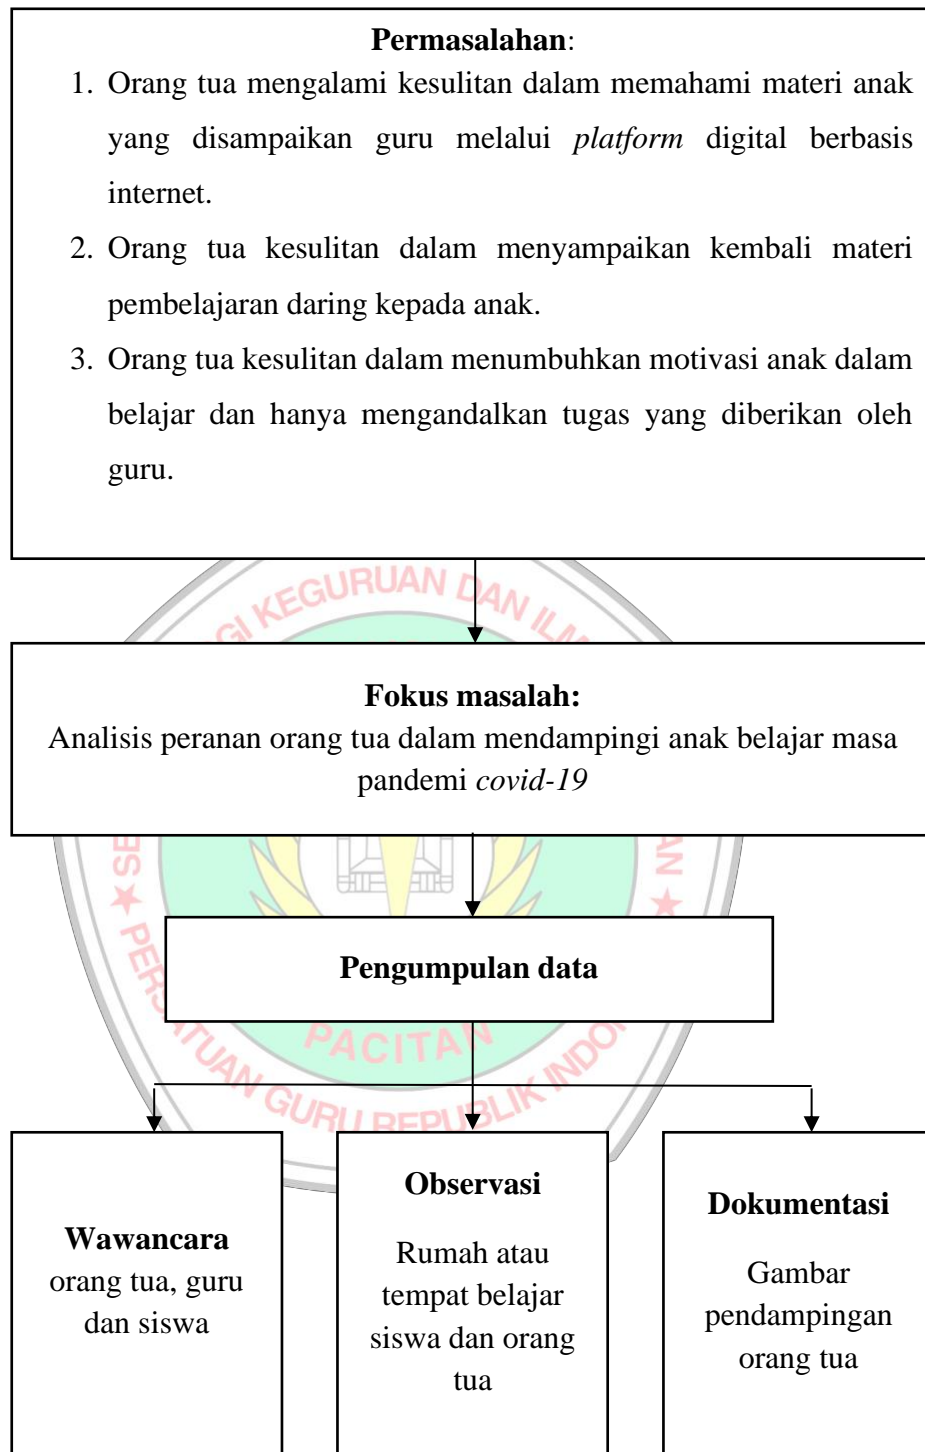 Permasalahan:
1. Orang tua mengalami kesulitan dalam memahami materi anak
yang disampaikan guru melalui platform digital berbasis
internet.
2. Orang tua kesulitan dalam menyampaikan kembali materi
pembelajaran daring kepada anak.
3. Orang tua kesulitan dalam menumbuhkan motivasi anak dalam
belajar dan hanya mengandalkan tugas yang diberikan oleh
guru.
KEGURUAN DAN
Fokus masalah:
Analisis peranan orang tua dalam mendampingi anak belajar masa
pandemi covid-19
Pengumpulan data
PACITAN
GURU REPUBLIK
Wawancara
orang tua, guru
dan siswa
Observasi
Rumah atau
tempat belajar
siswa dan orang
tua
Dokumentasi
Gambar
pendampingan
orang tua